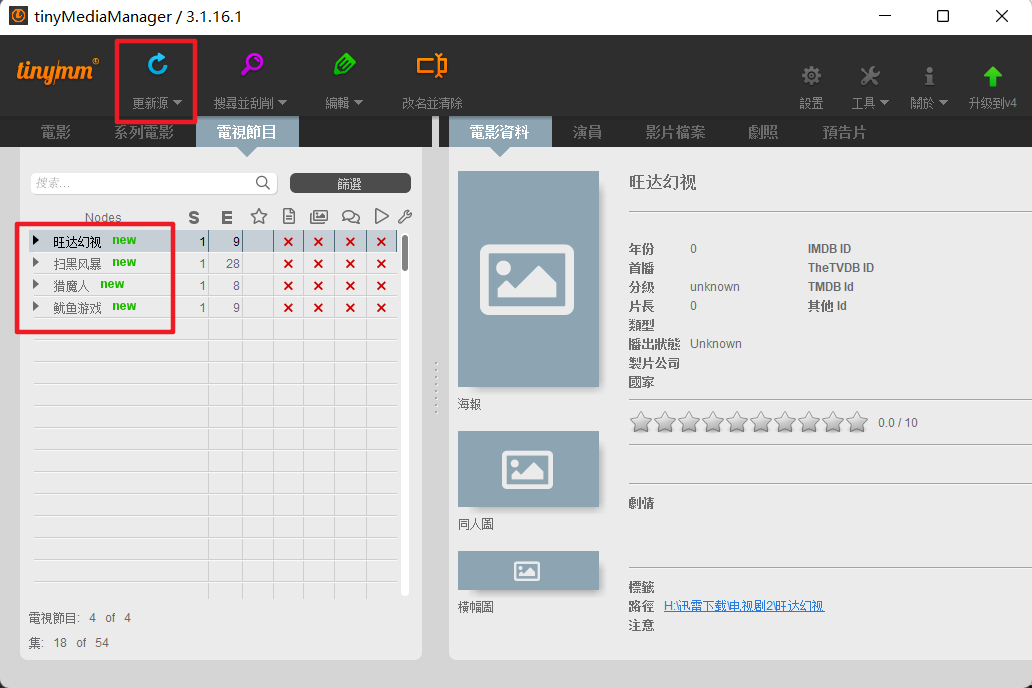 tinyMediaManager / 3.1.16.1
tinymm®
更新源
搜尋並刮削
編輯
改名並清除
設置
工具
關於
升级到v4
電影
系列電影
電視節目
電影資料
演員
影片檔案
劇照
預告片
搜索...
篩選
Nodes S E
旺达幻视 new 1 9
扫黑风暴 new 1 28
猎魔人 new 1 8
鱿鱼游戏 new 1 9
電視節目: 4 of 4
集: 18 of 54
海報
同人圖
橫幅圖
旺达幻视
年份 0 IMDB ID
首播 TheTVDB ID
分級 unknown TMDB Id
片長 0 其他 Id
類型
播出狀態 Unknown
製片公司
國家
0.0 / 10
劇情
標籤
路徑 H:\迅雷下载\电视剧2\旺达幻视
注意